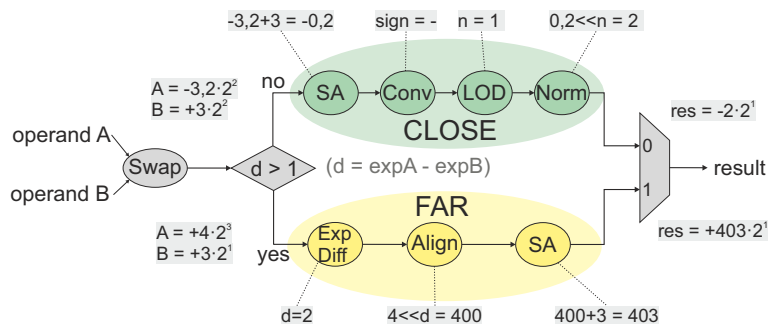 -3,2+3 = -0,2
sign = -
n = 1
0,2<<n = 2
A = -3,2·2²
B = +3·2²
no
SA
Conv
LOD
Norm
CLOSE
res = -2·2¹
operand A
operand B
Swap
d > 1
(d = expA - expB)
0
1
result
A = +4·2³
B = +3·2¹
yes
FAR
Exp
Diff
Align
SA
res = +403·2¹
d=2
4<<d = 400
400+3 = 403